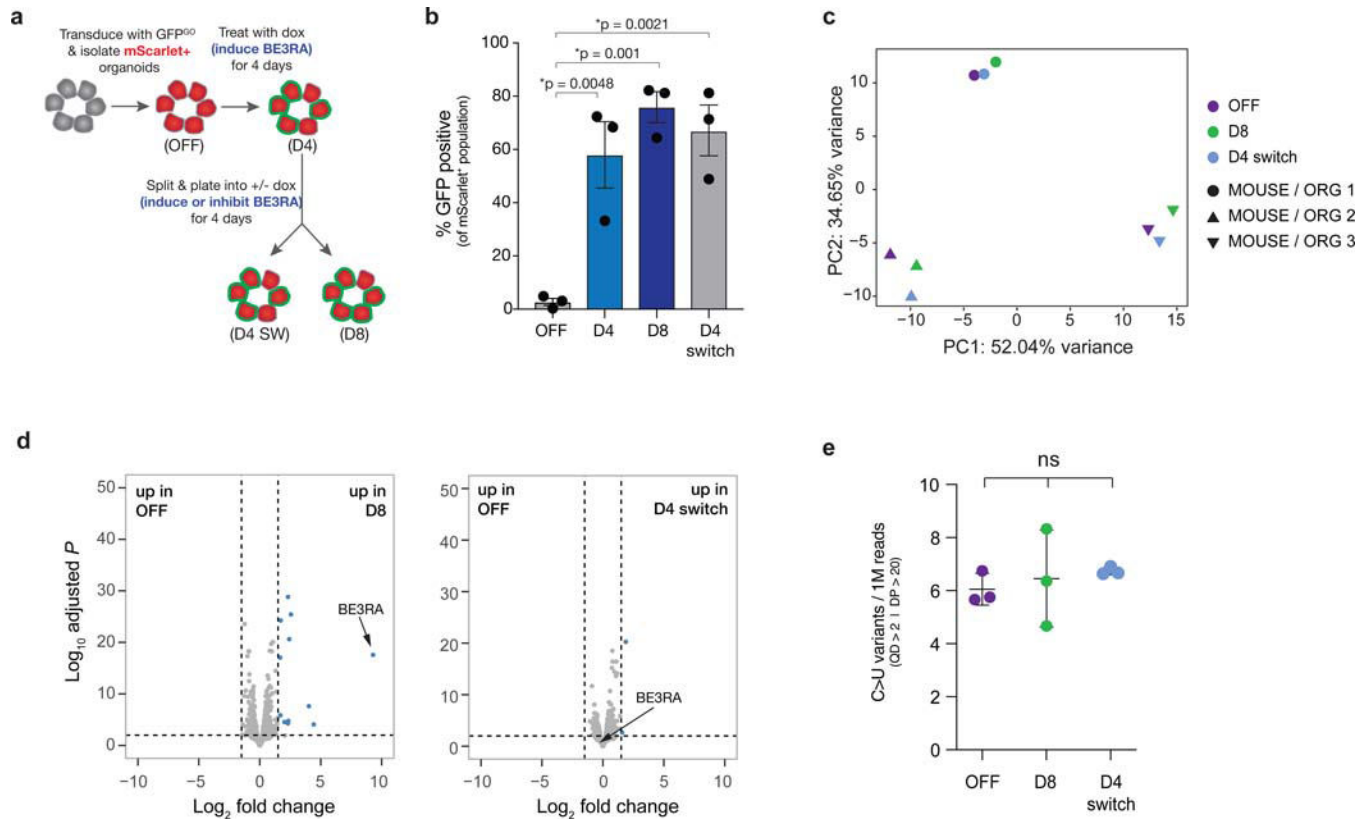 a
Transduce with GFPᴳᴼ
& isolate mScarlet+
organoids
Treat with dox
(induce BE3RA)
for 4 days
(OFF)
(D4)
Split & plate into +/- dox
(induce or inhibit BE3RA)
for 4 days
(D4 SW)
(D8)
b
*p = 0.0021
*p = 0.001
*p = 0.0048
% GFP positive
(of mScarlet⁺ population)
100
80
60
40
20
0
OFF
D4
D8
D4
switch
c
PC2: 34.65% variance
10
5
0
−5
−10
−10
−5
0
5
10
15
PC1: 52.04% variance
OFF
D8
D4 switch
MOUSE / ORG 1
MOUSE / ORG 2
MOUSE / ORG 3
d
Log₁₀ adjusted P
50
40
30
20
10
0
up in
OFF
up in
D8
BE3RA
−10
−5
0
5
10
Log₂ fold change
50
40
30
20
10
0
up in
OFF
up in
D4 switch
BE3RA
−10
−5
0
5
10
Log₂ fold change
e
ns
C>U variants / 1M reads
(QD > 2 | DP > 20)
10
8
6
4
2
0
OFF
D8
D4
switch